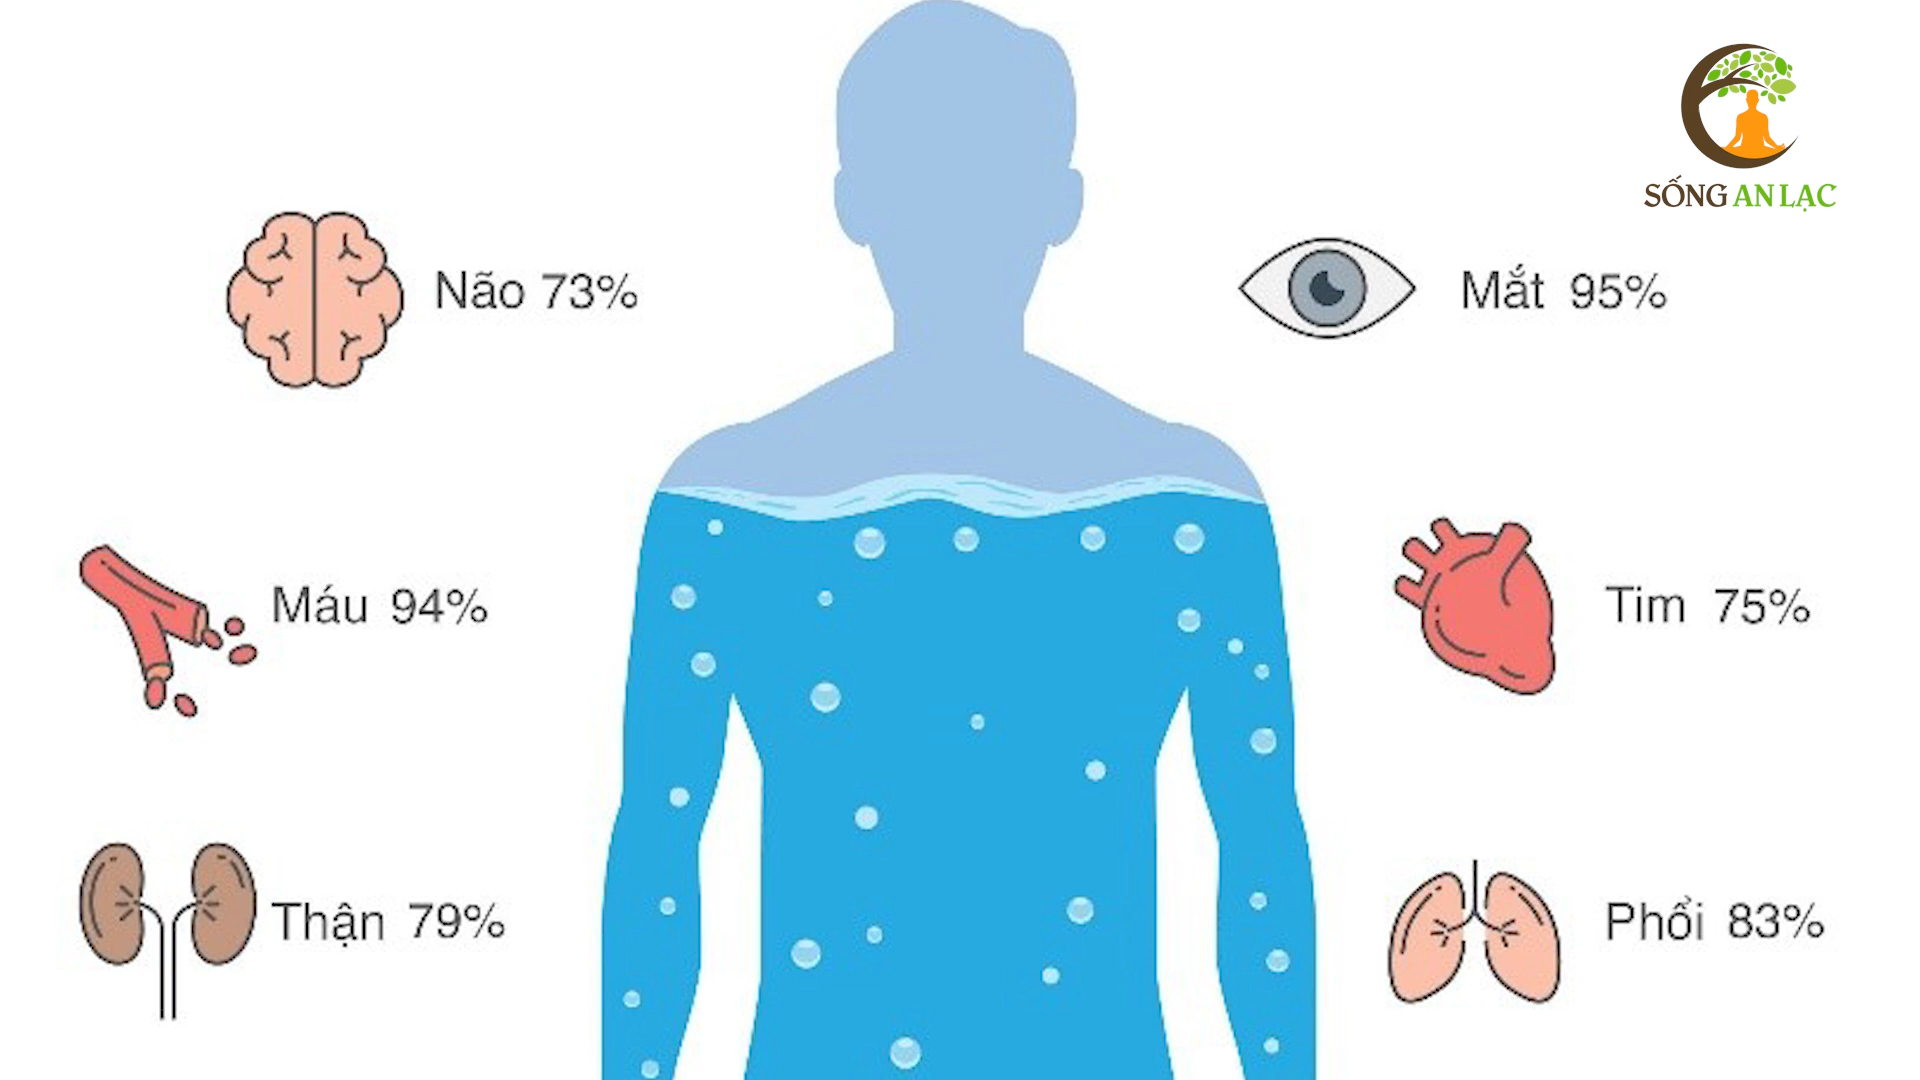 SỐNG AN LẠC
Não 73%
Mắt 95%
Máu 94%
Tim 75%
Thận 79%
Phổi 83%